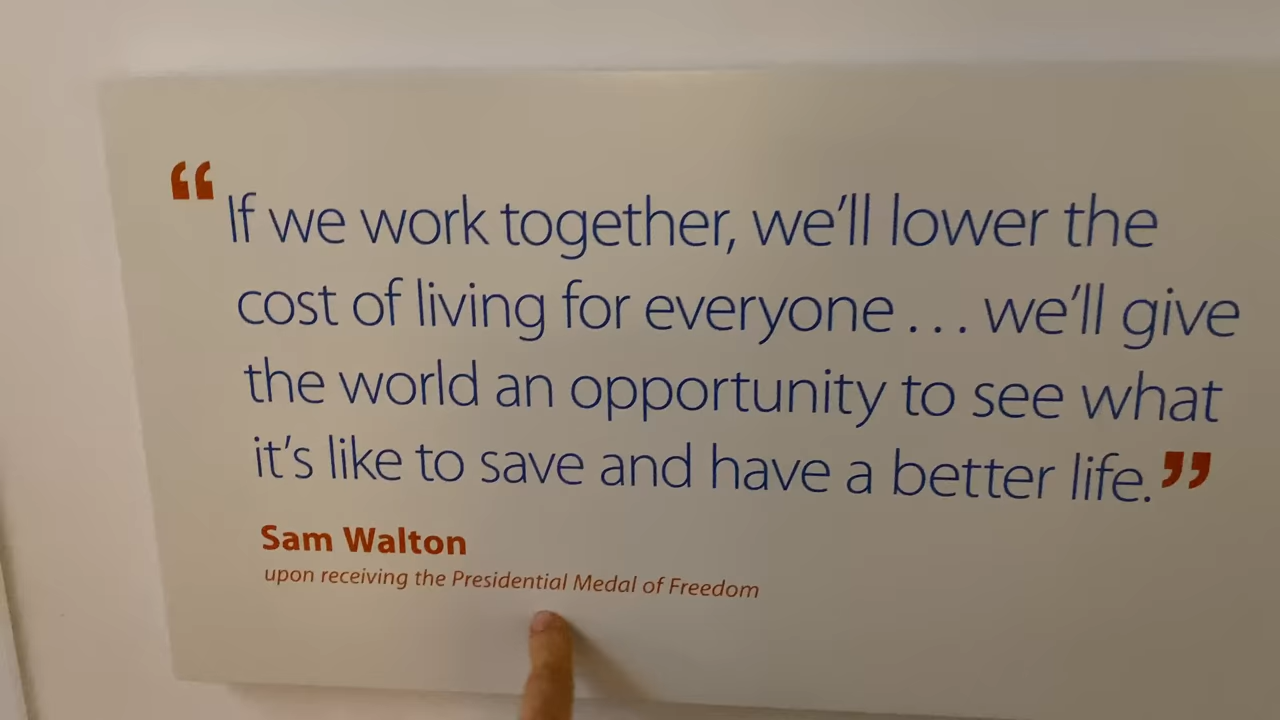 “If we work together, we’ll lower the
cost of living for everyone... we’ll give
the world an opportunity to see what
it’s like to save and have a better life.”
Sam Walton
upon receiving the Presidential Medal of Freedom